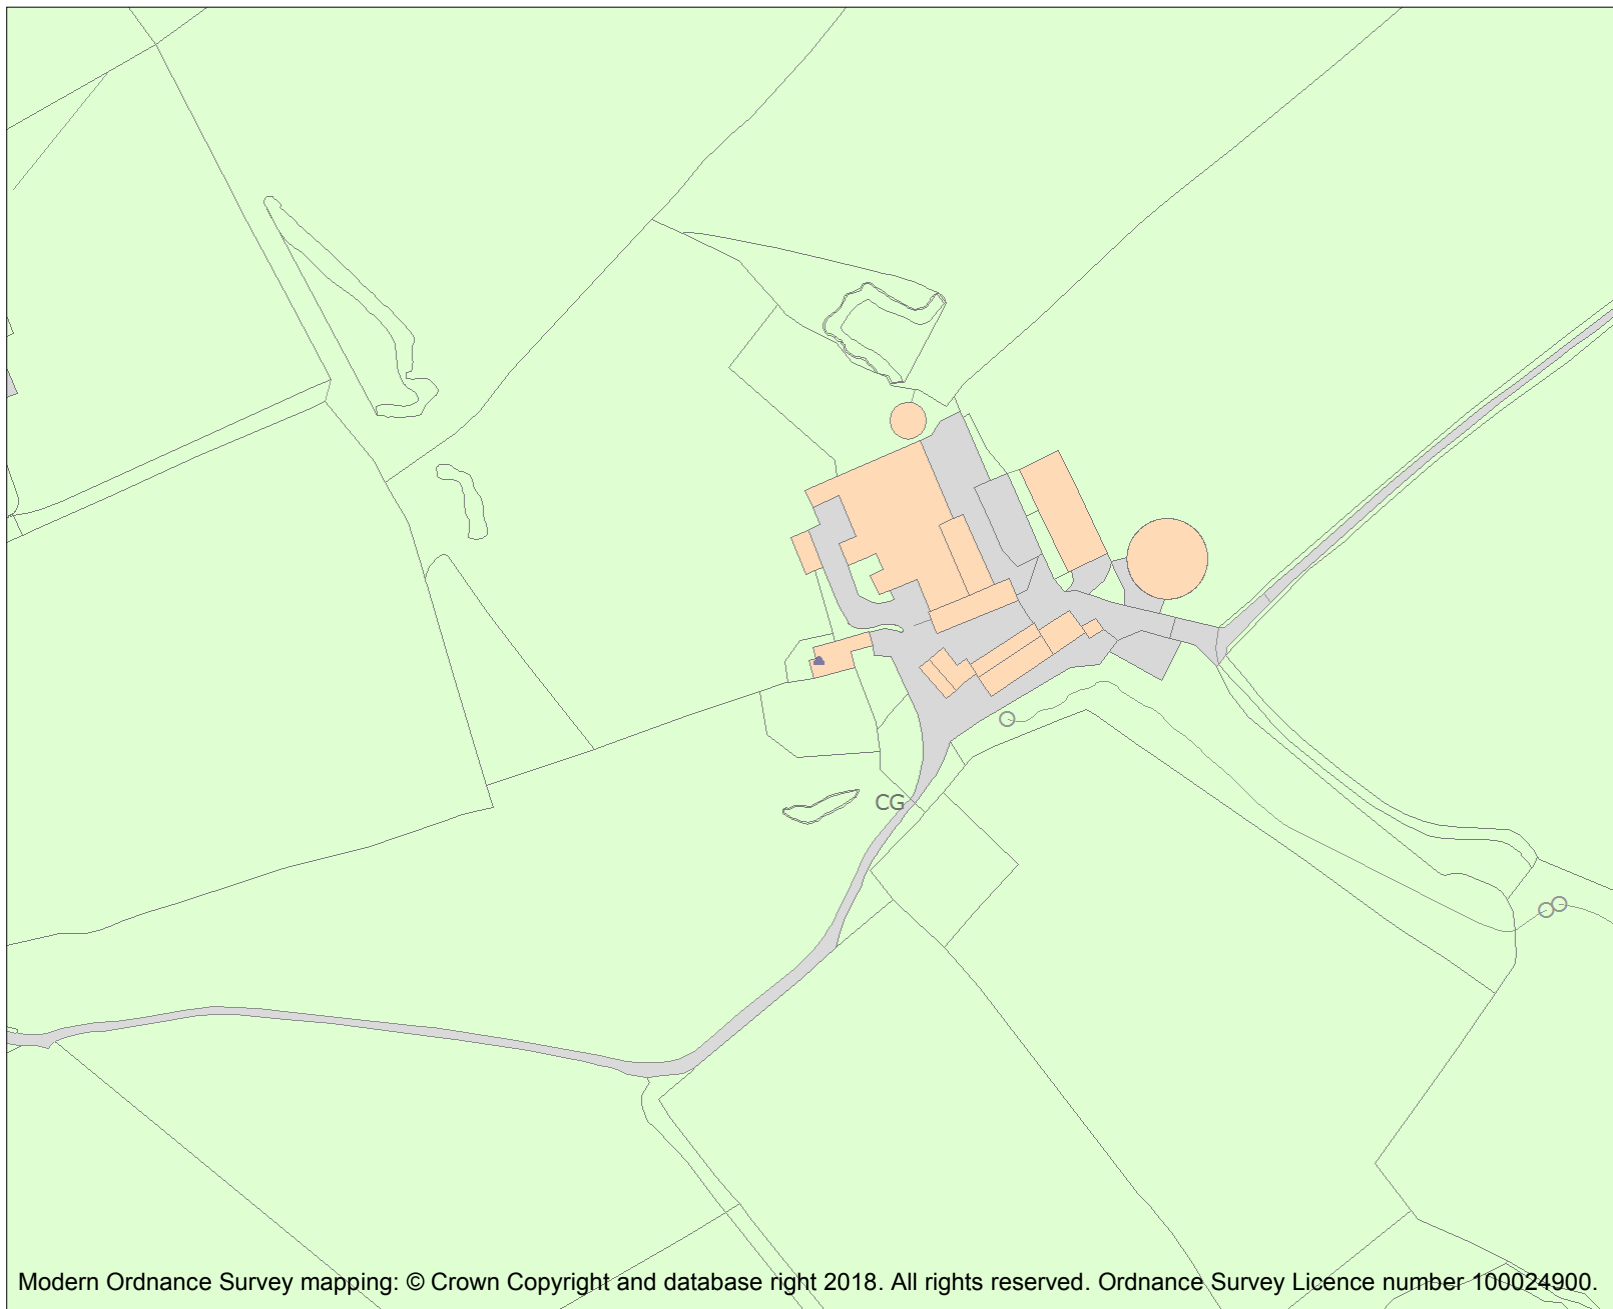 CG
Modern Ordnance Survey mapping: © Crown Copyright and database right 2018. All rights reserved. Ordnance Survey Licence number 100024900.